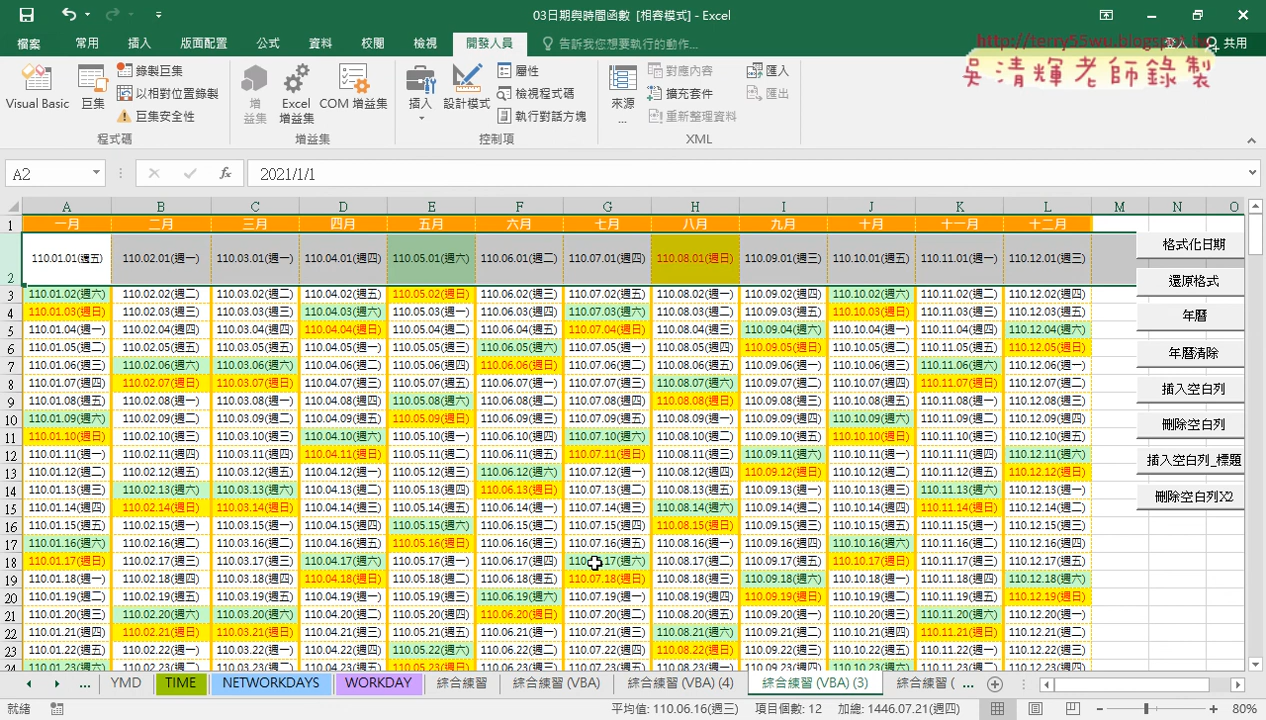 03日期與時間函數 [相容模式] - Excel
檔案 常用 插入 版面配置 公式 資料 校閱 檢視 開發人員 告訴我您想要執行的動作... 登入 共用
http://terry55wu.blogspot.tw
吳清輝老師錄製
Visual Basic 巨集 錄製巨集 以相對位置錄製 巨集安全性 增益集 Excel 增益集 COM 增益集 插入 設計模式 屬性 檢視程式碼 執行對話方塊 來源... 對應內容 擴充套件 重新整理資料 匯入 匯出
程式碼 增益集 控制項 XML
A2 fx 2021/1/1
A B C D E F G H I J K L M N O
1 一月 二月 三月 四月 五月 六月 七月 八月 九月 十月 十一月 十二月
2 110.01.01(週五) 110.02.01(週一) 110.03.01(週一) 110.04.01(週四) 110.05.01(週六) 110.06.01(週二) 110.07.01(週四) 110.08.01(週日) 110.09.01(週三) 110.10.01(週五) 110.11.01(週一) 110.12.01(週三)
3 110.01.02(週六) 110.02.02(週二) 110.03.02(週二) 110.04.02(週五) 110.05.02(週日) 110.06.02(週三) 110.07.02(週五) 110.08.02(週一) 110.09.02(週四) 110.10.02(週六) 110.11.02(週二) 110.12.02(週四)
4 110.01.03(週日) 110.02.03(週三) 110.03.03(週三) 110.04.03(週六) 110.05.03(週一) 110.06.03(週四) 110.07.03(週六) 110.08.03(週二) 110.09.03(週五) 110.10.03(週日) 110.11.03(週三) 110.12.03(週五)
5 110.01.04(週一) 110.02.04(週四) 110.03.04(週四) 110.04.04(週日) 110.05.04(週二) 110.06.04(週五) 110.07.04(週日) 110.08.04(週三) 110.09.04(週六) 110.10.04(週一) 110.11.04(週四) 110.12.04(週六)
6 110.01.05(週二) 110.02.05(週五) 110.03.05(週五) 110.04.05(週一) 110.05.05(週三) 110.06.05(週六) 110.07.05(週一) 110.08.05(週四) 110.09.05(週日) 110.10.05(週二) 110.11.05(週五) 110.12.05(週日)
7 110.01.06(週三) 110.02.06(週六) 110.03.06(週六) 110.04.06(週二) 110.05.06(週四) 110.06.06(週日) 110.07.06(週二) 110.08.06(週五) 110.09.06(週一) 110.10.06(週三) 110.11.06(週六) 110.12.06(週一)
8 110.01.07(週四) 110.02.07(週日) 110.03.07(週日) 110.04.07(週三) 110.05.07(週五) 110.06.07(週一) 110.07.07(週三) 110.08.07(週六) 110.09.07(週二) 110.10.07(週四) 110.11.07(週日) 110.12.07(週二)
9 110.01.08(週五) 110.02.08(週一) 110.03.08(週一) 110.04.08(週四) 110.05.08(週六) 110.06.08(週二) 110.07.08(週四) 110.08.08(週日) 110.09.08(週三) 110.10.08(週五) 110.11.08(週一) 110.12.08(週三)
10 110.01.09(週六) 110.02.09(週二) 110.03.09(週二) 110.04.09(週五) 110.05.09(週日) 110.06.09(週三) 110.07.09(週五) 110.08.09(週一) 110.09.09(週四) 110.10.09(週六) 110.11.09(週二) 110.12.09(週四)
11 110.01.10(週日) 110.02.10(週三) 110.03.10(週三) 110.04.10(週六) 110.05.10(週一) 110.06.10(週四) 110.07.10(週六) 110.08.10(週二) 110.09.10(週五) 110.10.10(週日) 110.11.10(週三) 110.12.10(週五)
12 110.01.11(週一) 110.02.11(週四) 110.03.11(週四) 110.04.11(週日) 110.05.11(週二) 110.06.11(週五) 110.07.11(週日) 110.08.11(週三) 110.09.11(週六) 110.10.11(週一) 110.11.11(週四) 110.12.11(週六)
13 110.01.12(週二) 110.02.12(週五) 110.03.12(週五) 110.04.12(週一) 110.05.12(週三) 110.06.12(週六) 110.07.12(週一) 110.08.12(週四) 110.09.12(週日) 110.10.12(週二) 110.11.12(週五) 110.12.12(週日)
14 110.01.13(週三) 110.02.13(週六) 110.03.13(週六) 110.04.13(週二) 110.05.13(週四) 110.06.13(週日) 110.07.13(週二) 110.08.13(週五) 110.09.13(週一) 110.10.13(週三) 110.11.13(週六) 110.12.13(週一)
15 110.01.14(週四) 110.02.14(週日) 110.03.14(週日) 110.04.14(週三) 110.05.14(週五) 110.06.14(週一) 110.07.14(週三) 110.08.14(週六) 110.09.14(週二) 110.10.14(週四) 110.11.14(週日) 110.12.14(週二)
16 110.01.15(週五) 110.02.15(週一) 110.03.15(週一) 110.04.15(週四) 110.05.15(週六) 110.06.15(週二) 110.07.15(週四) 110.08.15(週日) 110.09.15(週三) 110.10.15(週五) 110.11.15(週一) 110.12.15(週三)
17 110.01.16(週六) 110.02.16(週二) 110.03.16(週二) 110.04.16(週五) 110.05.16(週日) 110.06.16(週三) 110.07.16(週五) 110.08.16(週一) 110.09.16(週四) 110.10.16(週六) 110.11.16(週二) 110.12.16(週四)
18 110.01.17(週日) 110.02.17(週三) 110.03.17(週三) 110.04.17(週六) 110.05.17(週一) 110.06.17(週四) 17(週六) 110.08.17(週二) 110.09.17(週五) 110.10.17(週日) 110.11.17(週三) 110.12.17(週五)
19 110.01.18(週一) 110.02.18(週四) 110.03.18(週四) 110.04.18(週日) 110.05.18(週二) 110.06.18(週五) 110.07.18(週日) 110.08.18(週三) 110.09.18(週六) 110.10.18(週一) 110.11.18(週四) 110.12.18(週六)
20 110.01.19(週二) 110.02.19(週五) 110.03.19(週五) 110.04.19(週一) 110.05.19(週三) 110.06.19(週六) 110.07.19(週一) 110.08.19(週四) 110.09.19(週日) 110.10.19(週二) 110.11.19(週五) 110.12.19(週日)
21 110.01.20(週三) 110.02.20(週六) 110.03.20(週六) 110.04.20(週二) 110.05.20(週四) 110.06.20(週日) 110.07.20(週二) 110.08.20(週五) 110.09.20(週一) 110.10.20(週三) 110.11.20(週六) 110.12.20(週一)
22 110.01.21(週四) 110.02.21(週日) 110.03.21(週日) 110.04.21(週三) 110.05.21(週五) 110.06.21(週一) 110.07.21(週三) 110.08.21(週六) 110.09.21(週二) 110.10.21(週四) 110.11.21(週日) 110.12.21(週二)
23 110.01.22(週五) 110.02.22(週一) 110.03.22(週一) 110.04.22(週四) 110.05.22(週六) 110.06.22(週二) 110.07.22(週四) 110.08.22(週日) 110.09.22(週三) 110.10.22(週五) 110.11.22(週一) 110.12.22(週三)
24 110.01.23(週六) 110.02.23(週二) 110.03.23(週二) 110.04.23(週五) 110.05.23(週日) 110.06.23(週三) 110.07.23(週五) 110.08.23(週一) 110.09.23(週四) 110.10.23(週六) 110.11.23(週二) 110.12.23(週四)
格式化日期
還原格式
年曆
年曆清除
插入空白列
刪除空白列
插入空白列_標題
刪除空白列X2
... YMD TIME NETWORKDAYS WORKDAY 綜合練習 綜合練習 (VBA) 綜合練習 (VBA) (4) 綜合練習 (VBA) (3) 綜合練習 ( ...
就緒 平均值: 110.06.16(週三) 項目個數: 12 加總: 1446.07.21(週四) 80%